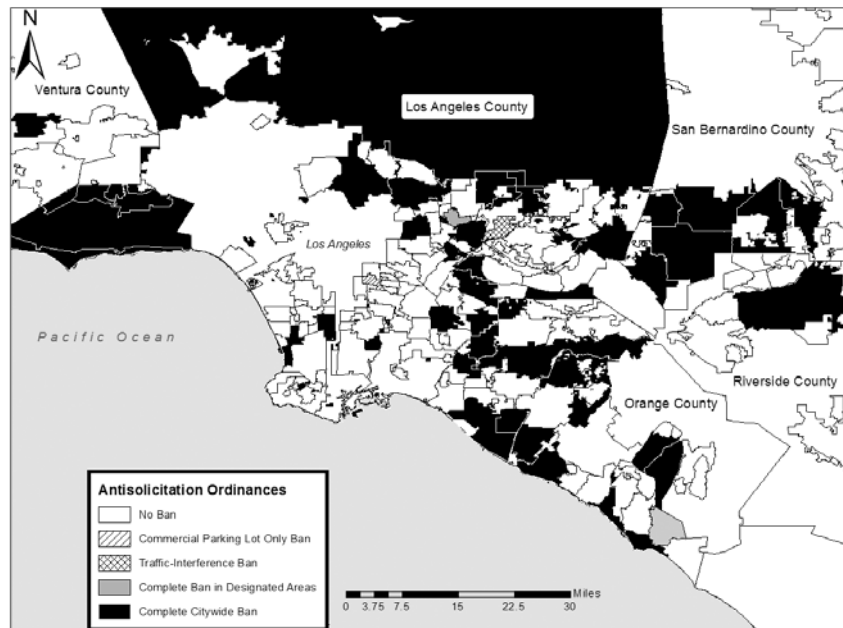 N
Ventura County
Los Angeles County
San Bernardino County
Los Angeles
Pacific Ocean
Riverside County
Orange County
Antisolicitation Ordinances
No Ban
Commercial Parking Lot Only Ban
Traffic-Interference Ban
Complete Ban in Designated Areas
Complete Citywide Ban
Miles
0 3.75 7.5 15 22.5 30